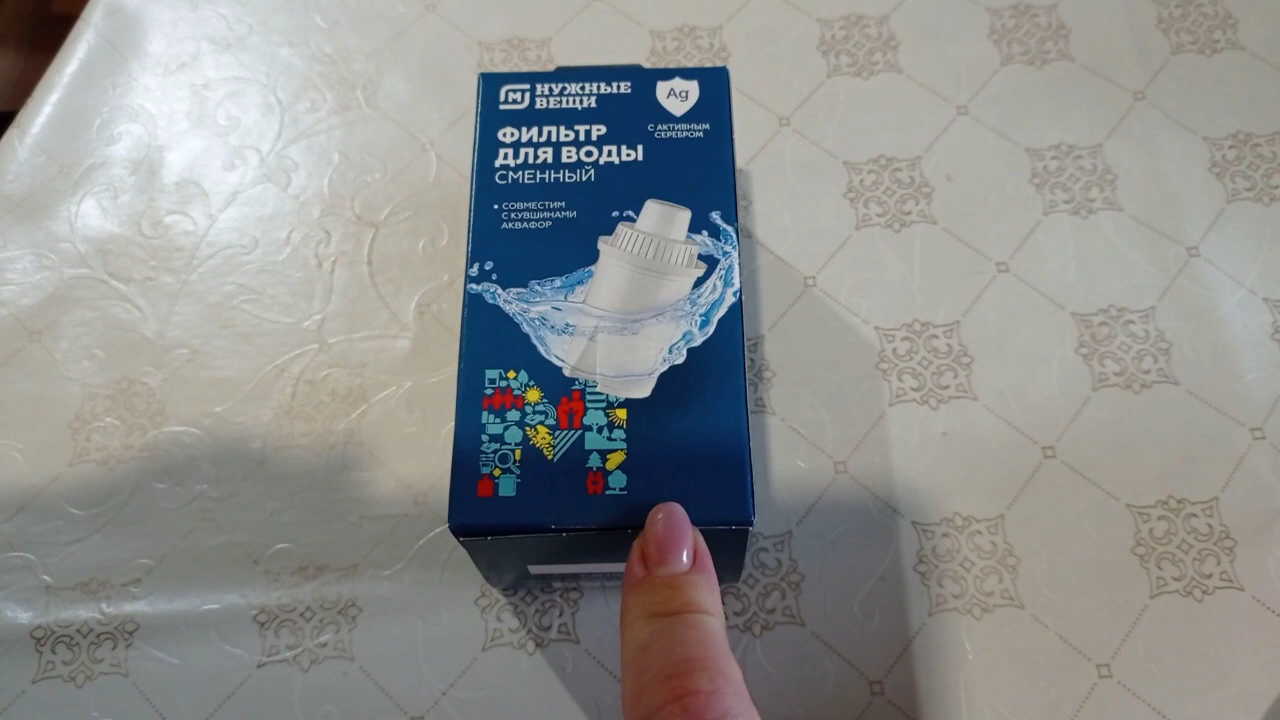 НУЖНЫЕ
ВЕЩИ
Ag
С АКТИВНЫМ
СЕРЕБРОМ
ФИЛЬТР
ДЛЯ ВОДЫ
СМЕННЫЙ
• СОВМЕСТИМ
С КУВШИНАМИ
АКВАФОР